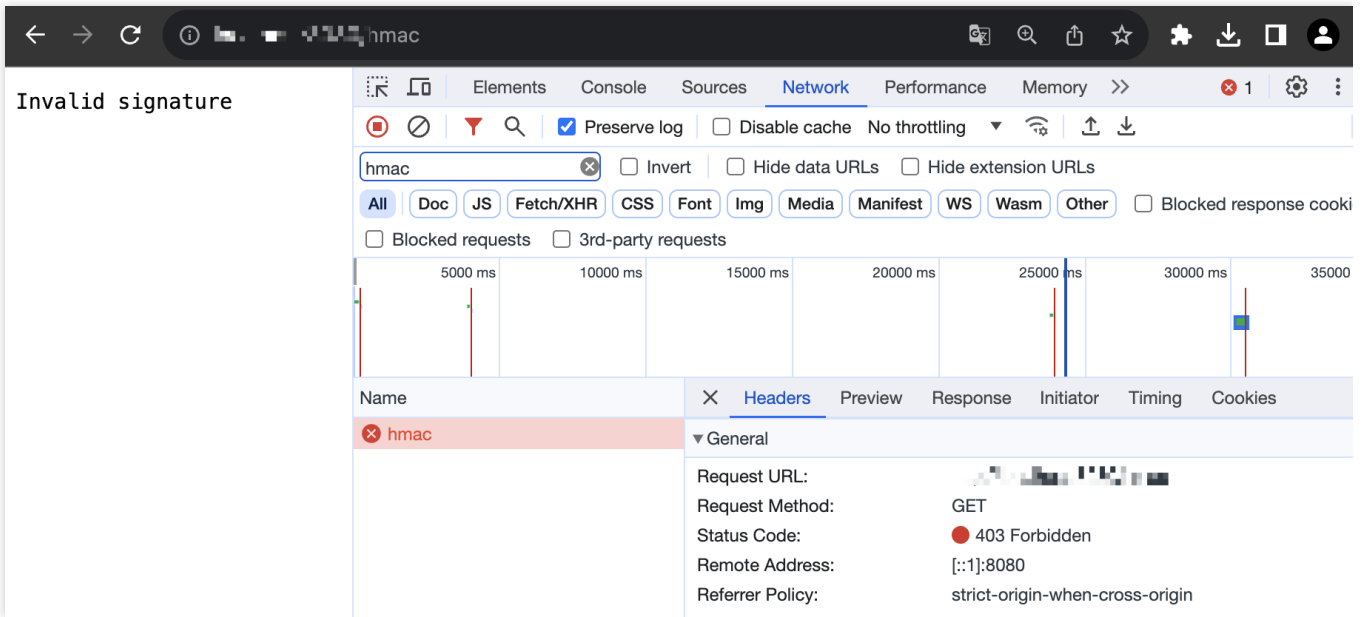 hmac
Invalid signature
Elements Console Sources Network Performance Memory 1
Preserve log Disable cache No throttling
hmac Invert Hide data URLs Hide extension URLs
All Doc JS Fetch/XHR CSS Font Img Media Manifest WS Wasm Other Blocked response cooki
Blocked requests 3rd-party requests
5000 ms 10000 ms 15000 ms 20000 ms 25000 ms 30000 ms 35000
Name Headers Preview Response Initiator Timing Cookies
hmac General
Request URL:
Request Method: GET
Status Code: 403 Forbidden
Remote Address: [::1]:8080
Referrer Policy: strict-origin-when-cross-origin